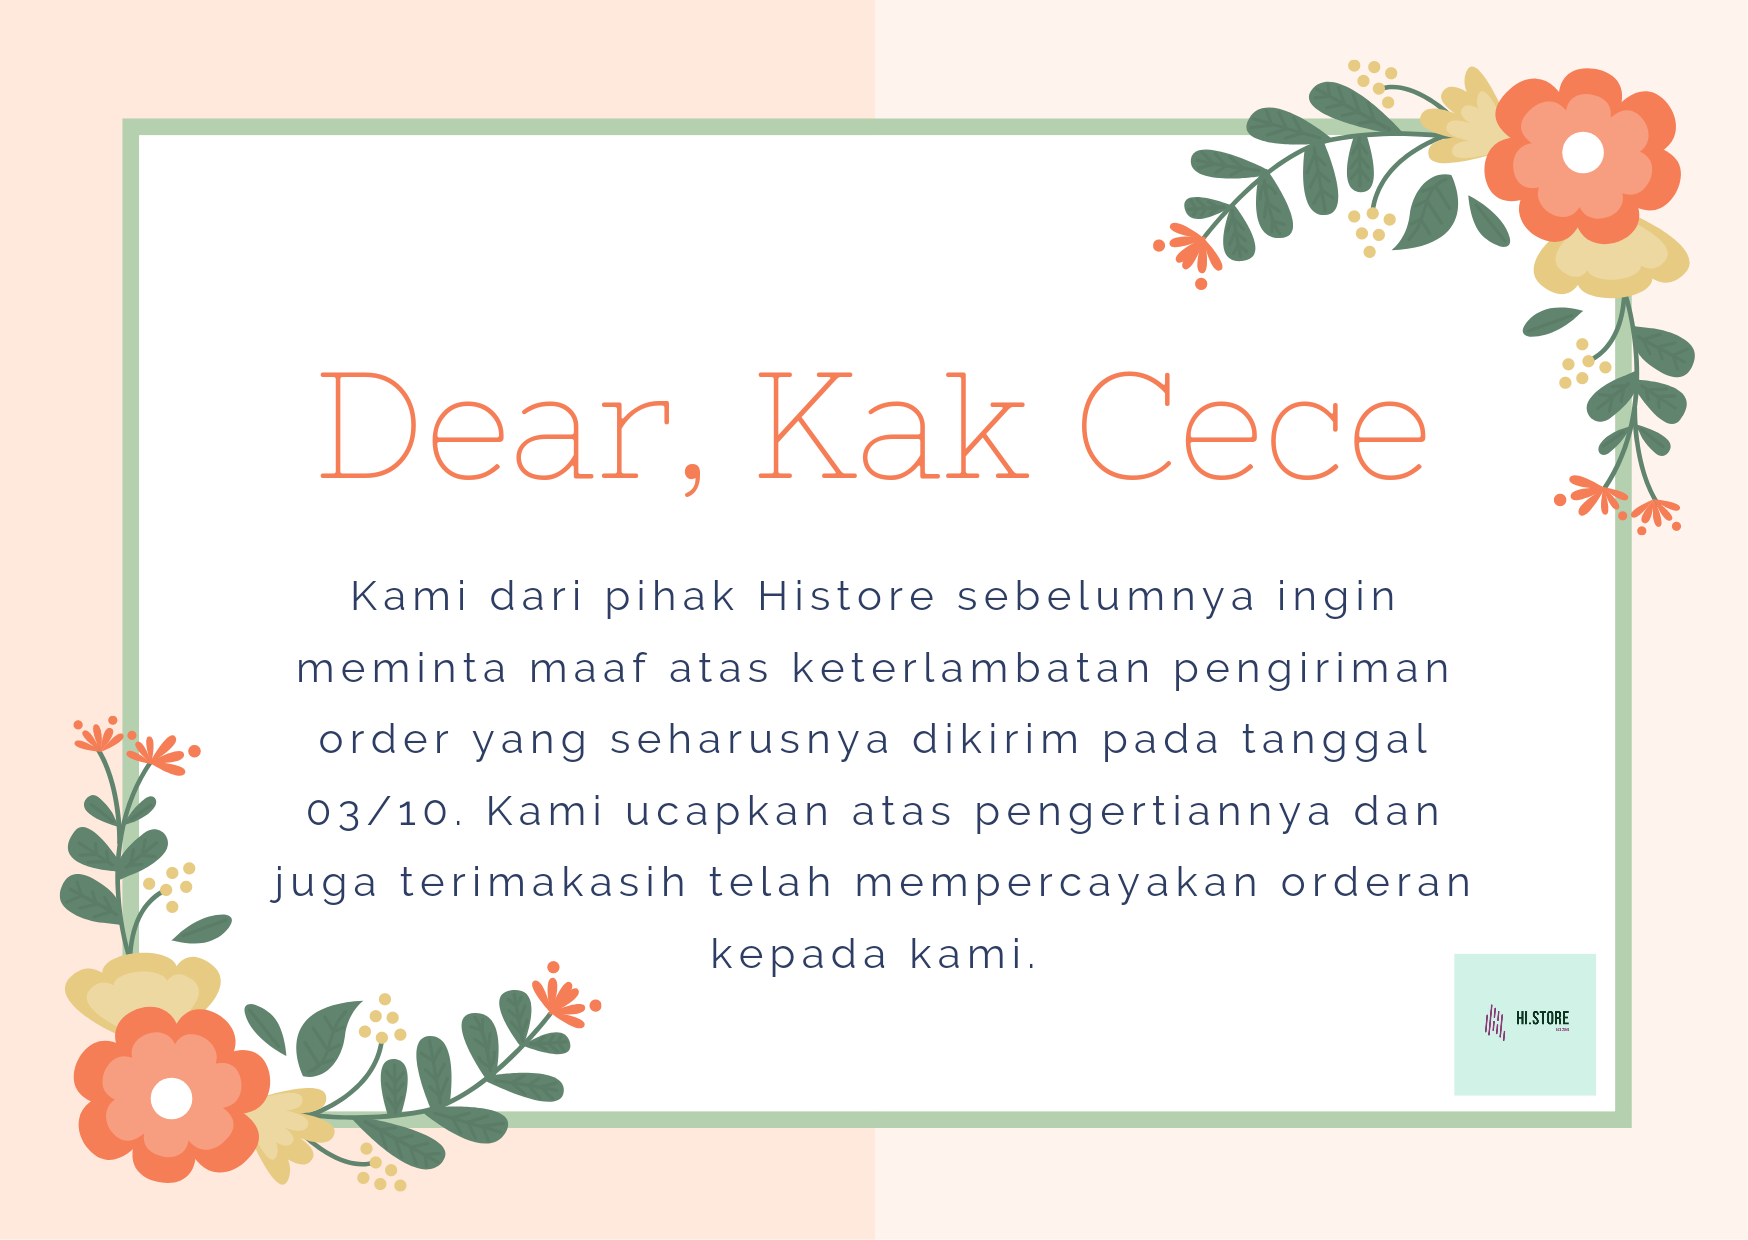 Dear, Kak Cece
Kami dari pihak Histore sebelumnya ingin
meminta maaf atas keterlambatan pengiriman
order yang seharusnya dikirim pada tanggal
03/10. Kami ucapkan atas pengertiannya dan
juga terimakasih telah mempercayakan orderan
kepada kami.
HI.STORE